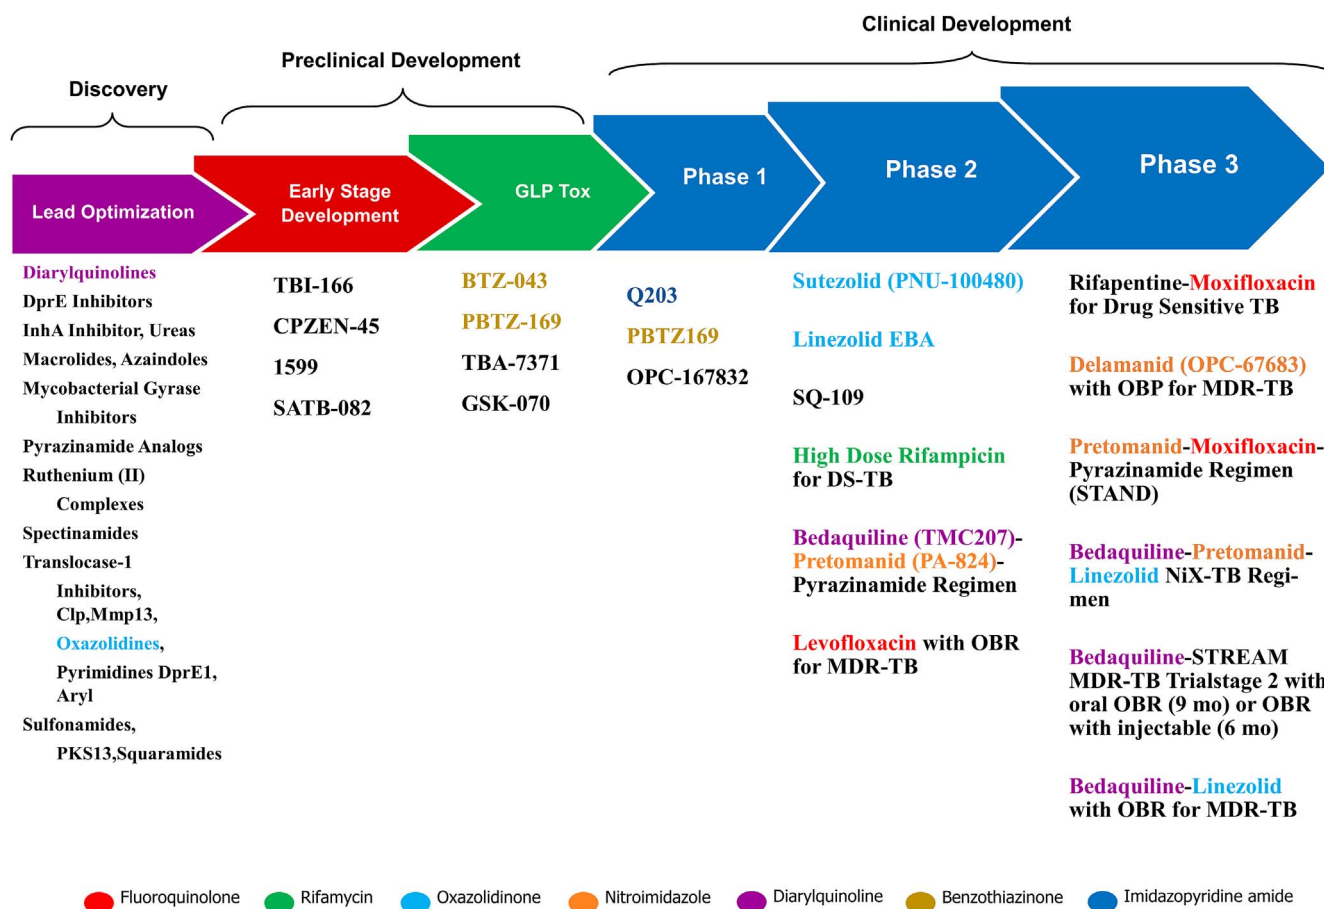 Clinical Development
Preclinical Development
Discovery
Lead Optimization
Early Stage
Development
GLP Tox
Phase 1
Phase 2
Phase 3
Diarylquinolines
DprE Inhibitors
InhA Inhibitor, Ureas
Macrolides, Azaindoles
Mycobacterial Gyrase
Inhibitors
Pyrazinamide Analogs
Ruthenium (II)
Complexes
Spectinamides
Translocase-1
Inhibitors,
Clp,Mmp13,
Oxazolidines,
Pyrimidines DprE1,
Aryl
Sulfonamides,
PKS13,Squaramides
TBI-166
CPZEN-45
1599
SATB-082
BTZ-043
PBTZ-169
TBA-7371
GSK-070
Q203
PBTZ169
OPC-167832
Sutezolid (PNU-100480)
Linezolid EBA
SQ-109
High Dose Rifampicin
for DS-TB
Bedaquiline (TMC207)-
Pretomanid (PA-824)-
Pyrazinamide Regimen
Levofloxacin with OBR
for MDR-TB
Rifapentine-Moxifloxacin
for Drug Sensitive TB
Delamanid (OPC-67683)
with OBP for MDR-TB
Pretomanid-Moxifloxacin-
Pyrazinamide Regimen
(STAND)
Bedaquiline-Pretomanid-
Linezolid NiX-TB Regi-
men
Bedaquiline-STREAM
MDR-TB Trialstage 2 with
oral OBR (9 mo) or OBR
with injectable (6 mo)
Bedaquiline-Linezolid
with OBR for MDR-TB
Fluoroquinolone
Rifamycin
Oxazolidinone
Nitroimidazole
Diarylquinoline
Benzothiazinone
Imidazopyridine amide